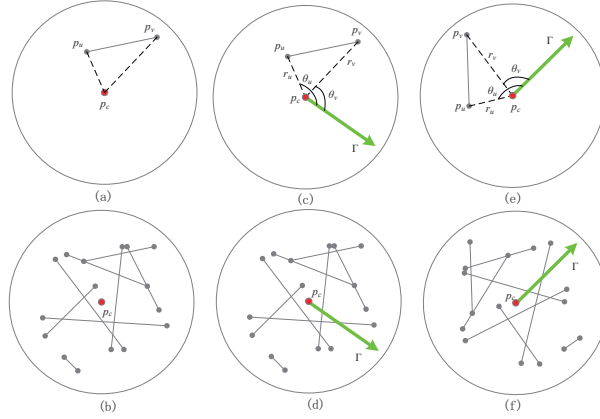 p_u p_v
p_c
(a)
p_v
p_u
r_u θ_u r_v
θ_v
p_c
Γ
(c)
p_v Γ
r_v
θ_v
θ_u
p_u
r_u p_c
(e)
p_c
(b)
p_c
Γ
(d)
Γ
p_c
(f)